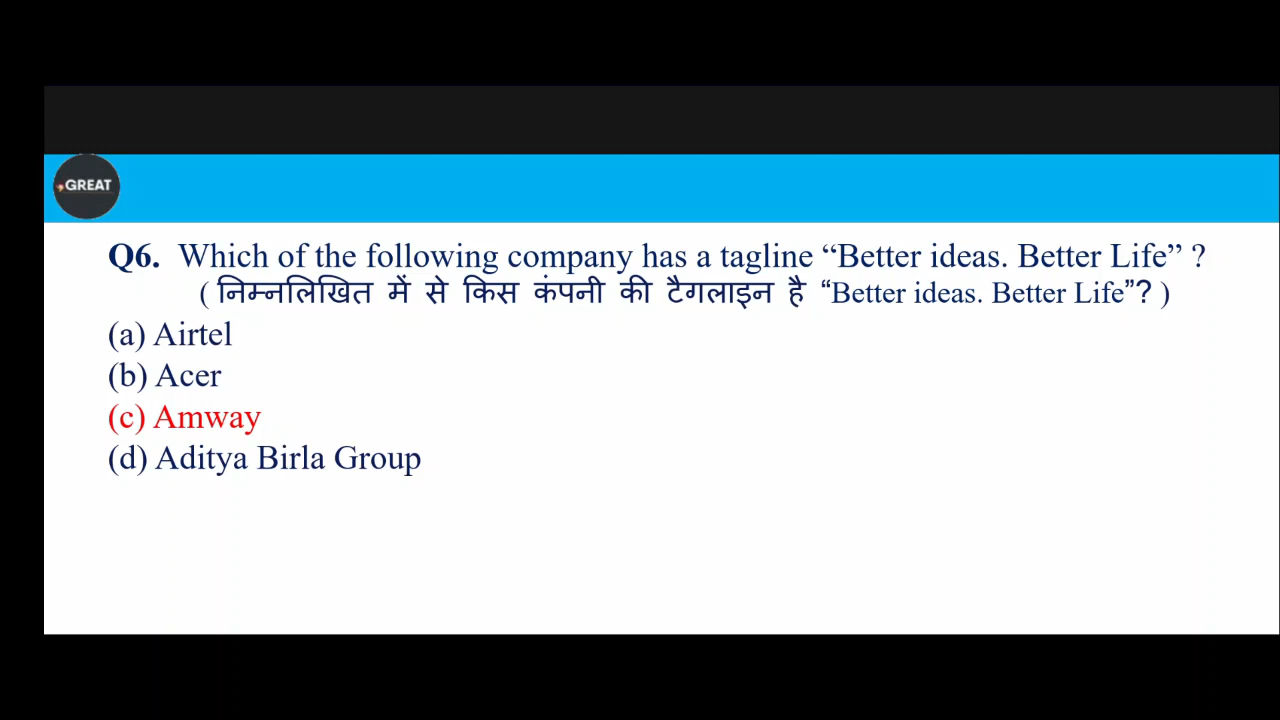 GREAT
Q6. Which of the following company has a tagline “Better ideas. Better Life” ?
( निम्नलिखित में से किस कंपनी की टैगलाइन है “Better ideas. Better Life”? )
(a) Airtel
(b) Acer
(c) Amway
(d) Aditya Birla Group